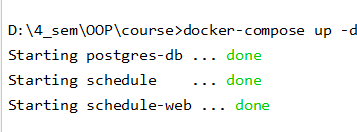 D:\4_sem\OOP\course>docker-compose up -d
Starting postgres-db ... done
Starting schedule    ... done
Starting schedule-web ... done